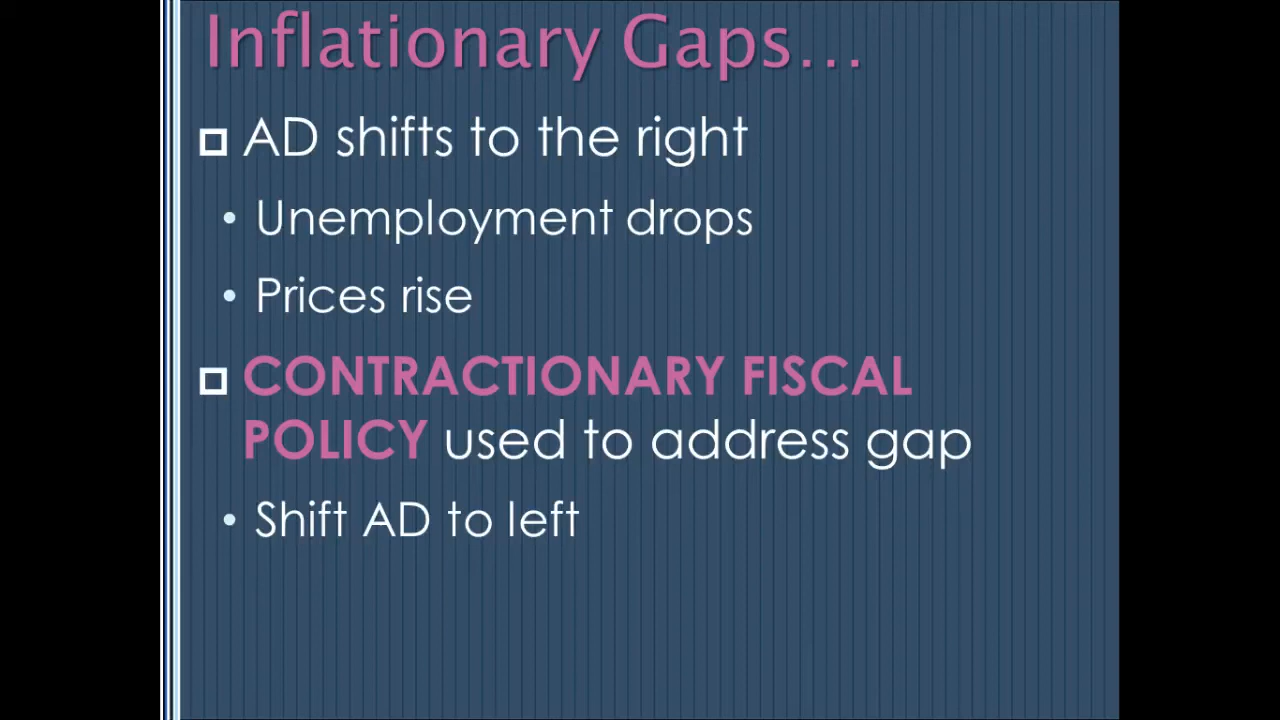 Inflationary Gaps...
AD shifts to the right
• Unemployment drops
• Prices rise
CONTRACTIONARY FISCAL
POLICY used to address gap
• Shift AD to left